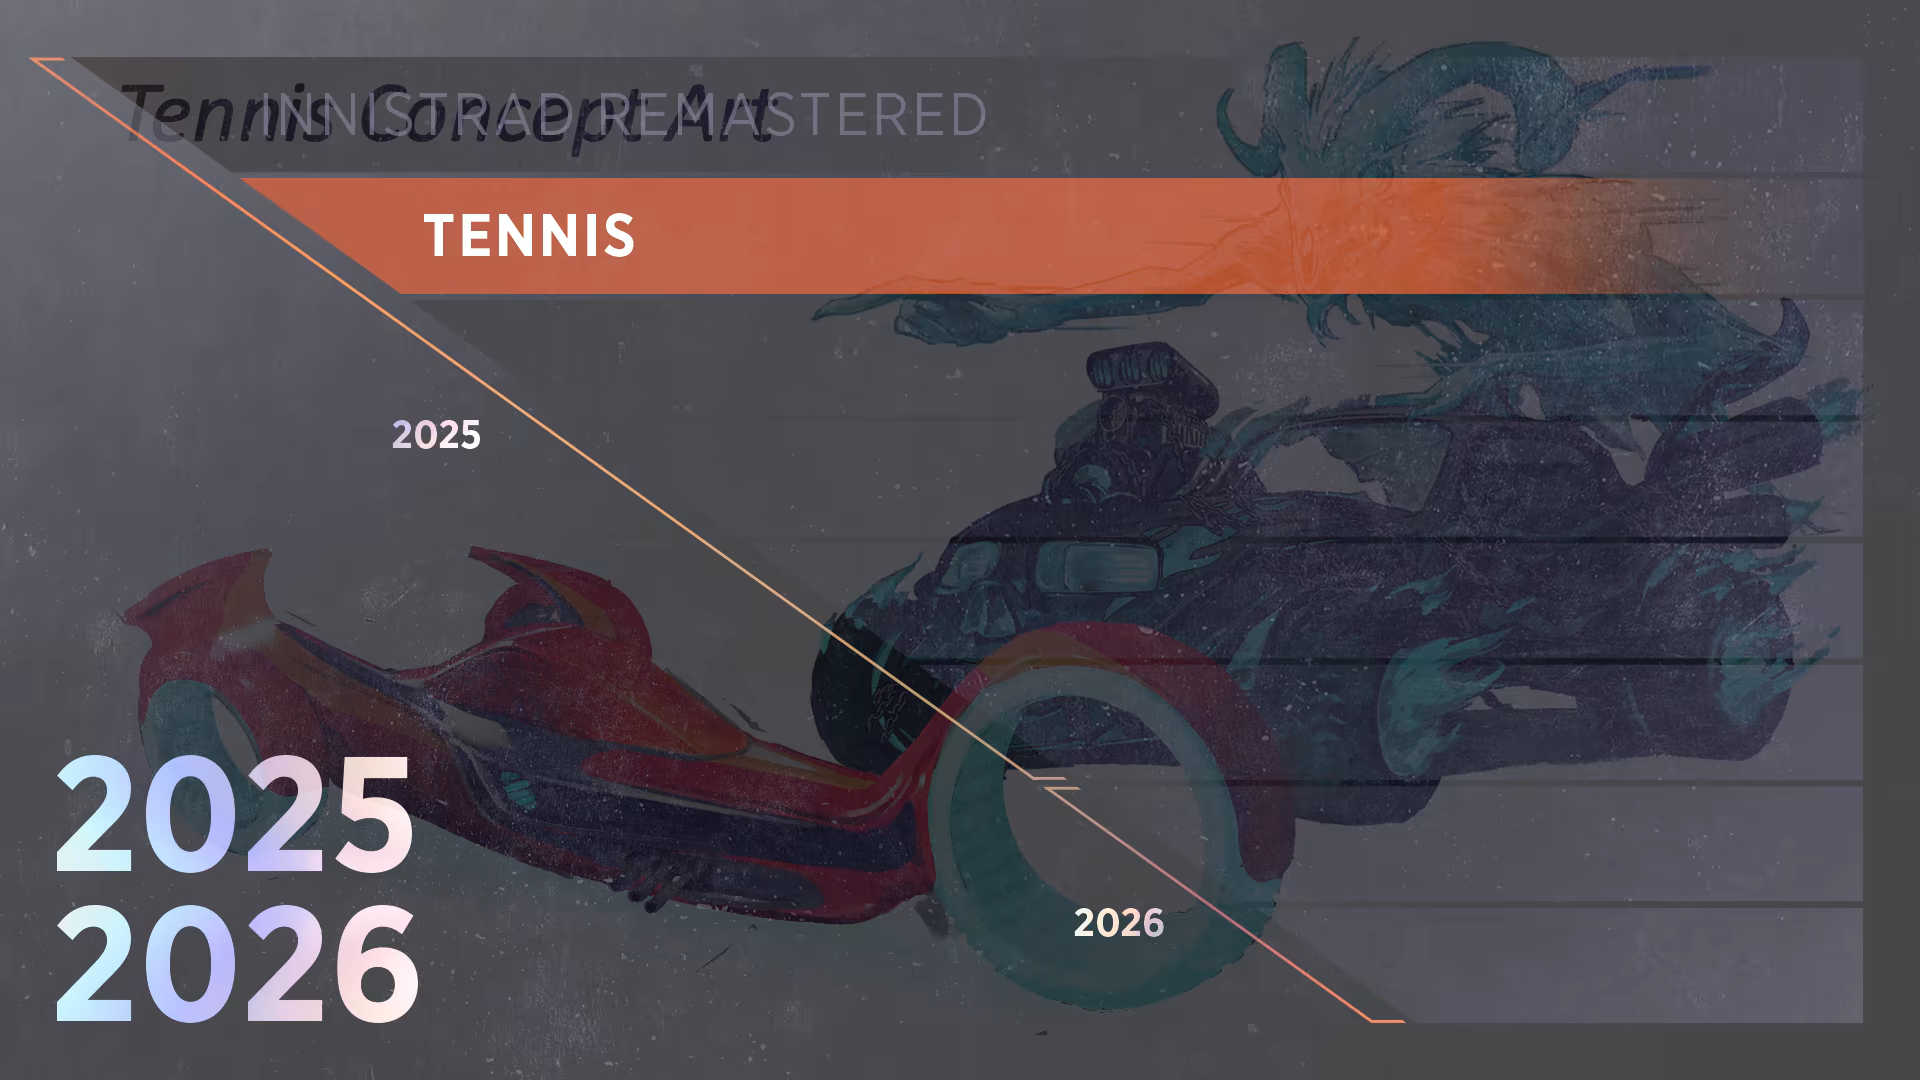 Tennis Concept Art
INNISTRAD REMASTERED
TENNIS
2025
2025
2026
2026